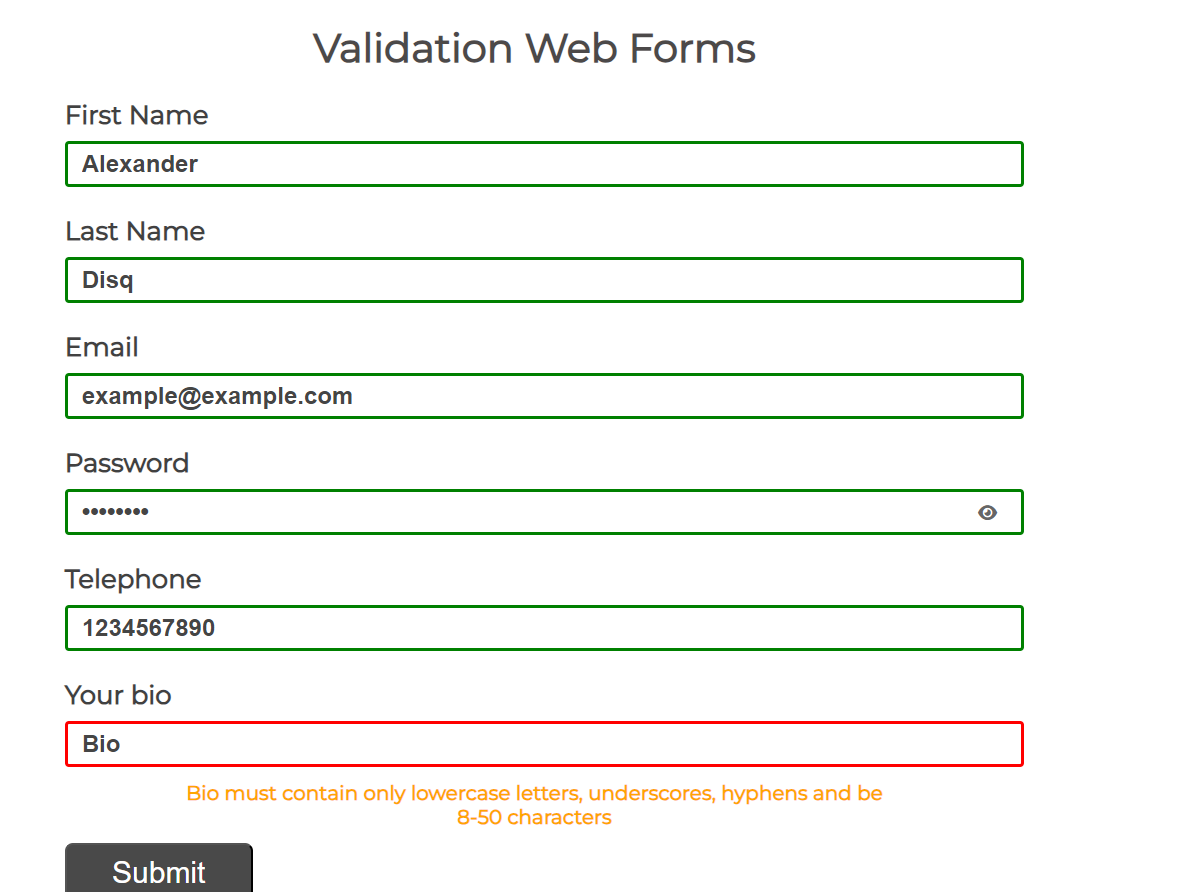 Validation Web Forms
First Name
Alexander
Last Name
Disq
Email
example@example.com
Password
••••••••
Telephone
1234567890
Your bio
Bio
Bio must contain only lowercase letters, underscores, hyphens and be
8-50 characters
Submit